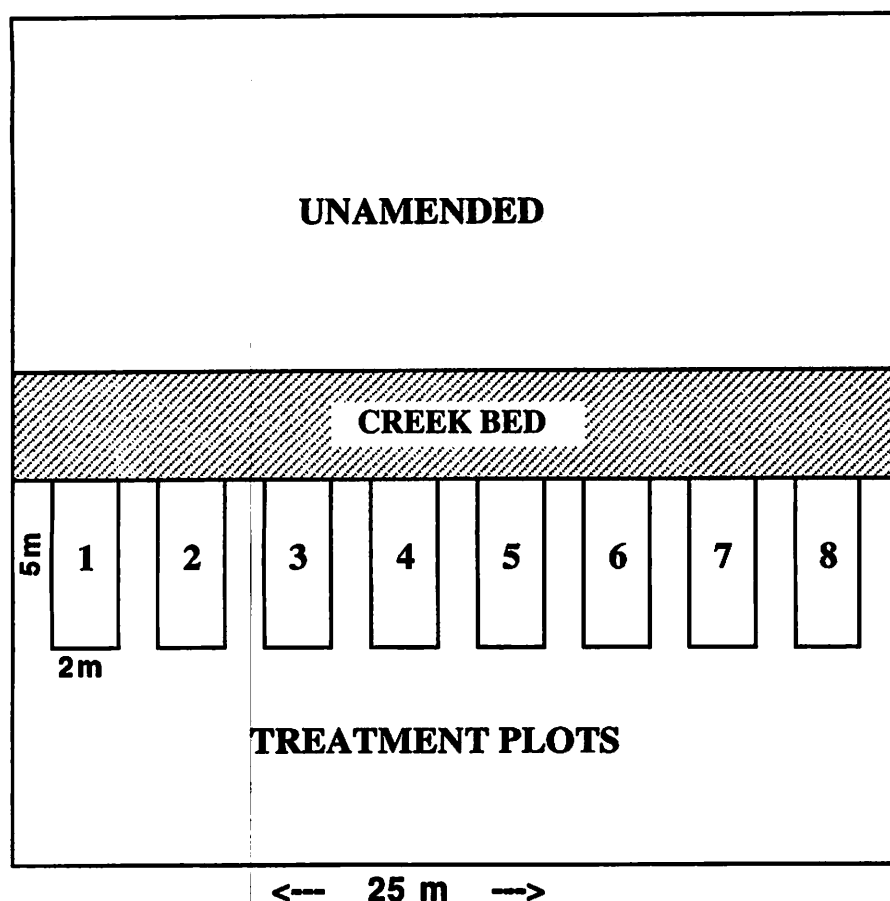 UNAMENDED
CREEK BED
5m
1 2 3 4 5 6 7 8
2m
TREATMENT PLOTS
<--- 25 m --->